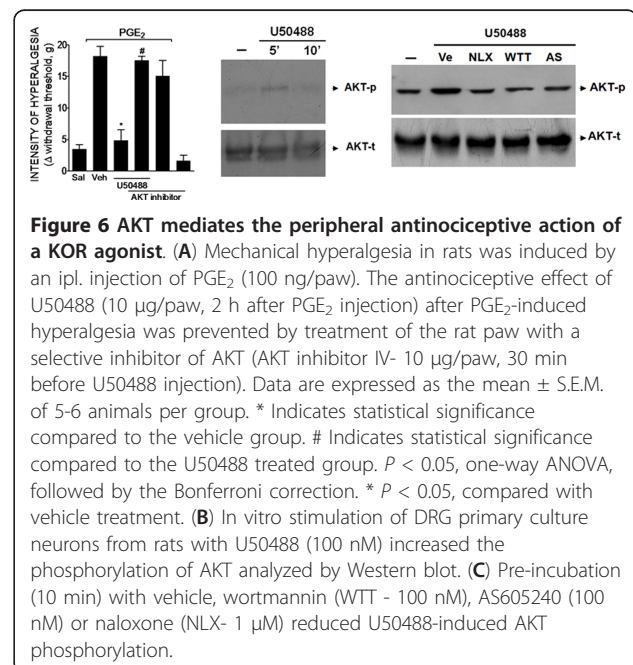 PGE₂
INTENSITY OF HYPERALGESIA
(Δ withdrawal threshold, g)
20
15
10
5
0
#
*
Sal Veh
U50488
AKT inhibitor
U50488
– 5' 10'
AKT-p
AKT-t
U50488
– Ve NLX WTT AS
AKT-p
AKT-t
Figure 6 AKT mediates the peripheral antinociceptive action of
a KOR agonist. (A) Mechanical hyperalgesia in rats was induced by
an ipl. injection of PGE₂ (100 ng/paw). The antinociceptive effect of
U50488 (10 μg/paw, 2 h after PGE₂ injection) after PGE₂-induced
hyperalgesia was prevented by treatment of the rat paw with a
selective inhibitor of AKT (AKT inhibitor IV- 10 μg/paw, 30 min
before U50488 injection). Data are expressed as the mean ± S.E.M.
of 5-6 animals per group. * Indicates statistical significance
compared to the vehicle group. # Indicates statistical significance
compared to the U50488 treated group. P < 0.05, one-way ANOVA,
followed by the Bonferroni correction. * P < 0.05, compared with
vehicle treatment. (B) In vitro stimulation of DRG primary culture
neurons from rats with U50488 (100 nM) increased the
phosphorylation of AKT analyzed by Western blot. (C) Pre-incubation
(10 min) with vehicle, wortmannin (WTT - 100 nM), AS605240 (100
nM) or naloxone (NLX- 1 μM) reduced U50488-induced AKT
phosphorylation.